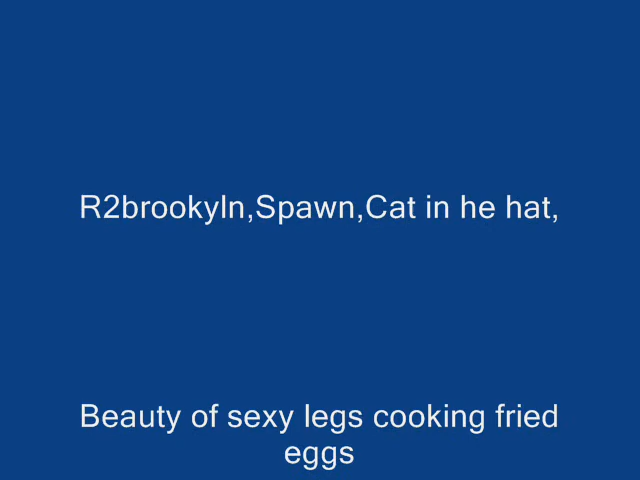 R2brookyln,Spawn,Cat in he hat,
Beauty of sexy legs cooking fried
eggs